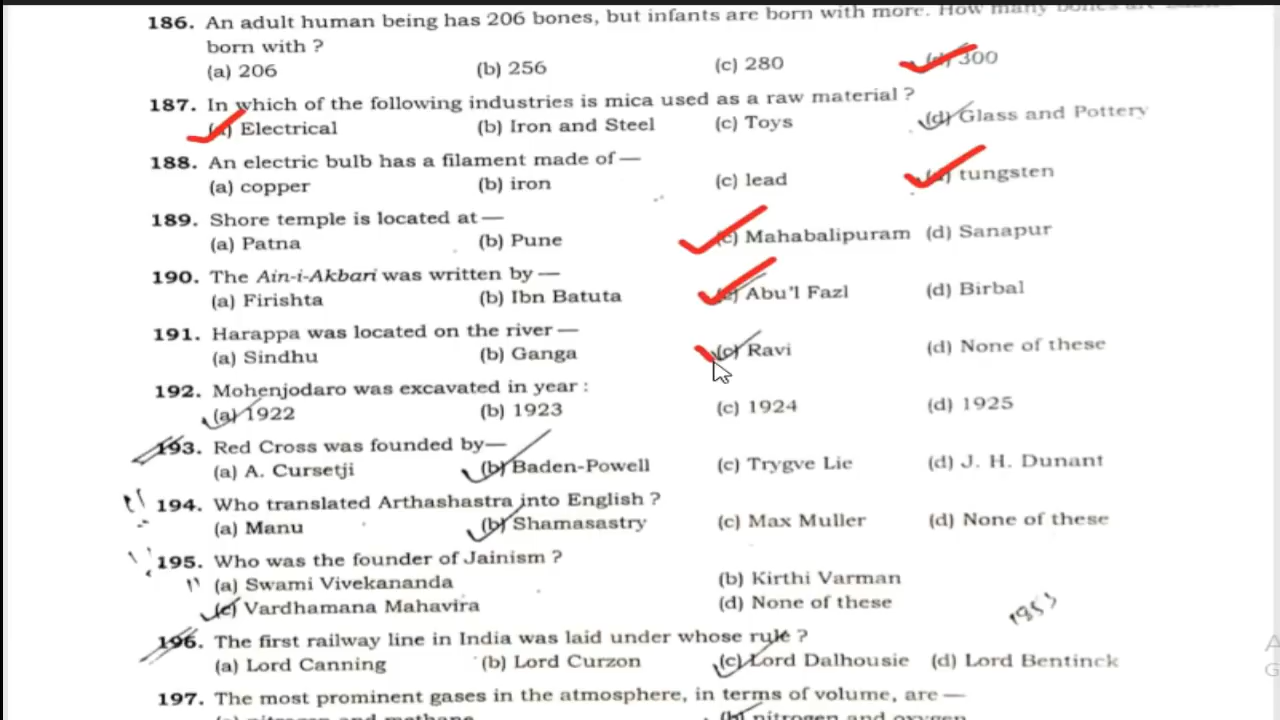 186. An adult human being has 206 bones, but infants are born with more. How many bones are
born with ?
(a) 206 (b) 256 (c) 280 (d) 300
187. In which of the following industries is mica used as a raw material ?
(a) Electrical (b) Iron and Steel (c) Toys (d) Glass and Pottery
188. An electric bulb has a filament made of —
(a) copper (b) iron (c) lead (d) tungsten
189. Shore temple is located at —
(a) Patna (b) Pune (c) Mahabalipuram (d) Sanapur
190. The Ain-i-Akbari was written by —
(a) Firishta (b) Ibn Batuta (c) Abu'l Fazl (d) Birbal
191. Harappa was located on the river —
(a) Sindhu (b) Ganga (c) Ravi (d) None of these
192. Mohenjodaro was excavated in year :
(a) 1922 (b) 1923 (c) 1924 (d) 1925
193. Red Cross was founded by—
(a) A. Cursetji (b) Baden-Powell (c) Trygve Lie (d) J. H. Dunant
194. Who translated Arthashastra into English ?
(a) Manu (b) Shamasastry (c) Max Muller (d) None of these
195. Who was the founder of Jainism ?
(a) Swami Vivekananda (b) Kirthi Varman
(c) Vardhamana Mahavira (d) None of these
1853
196. The first railway line in India was laid under whose rule ?
(a) Lord Canning (b) Lord Curzon (c) Lord Dalhousie (d) Lord Bentinck
197. The most prominent gases in the atmosphere, in terms of volume, are —
(a) nitrogen and methane (b) nitrogen and oxygen